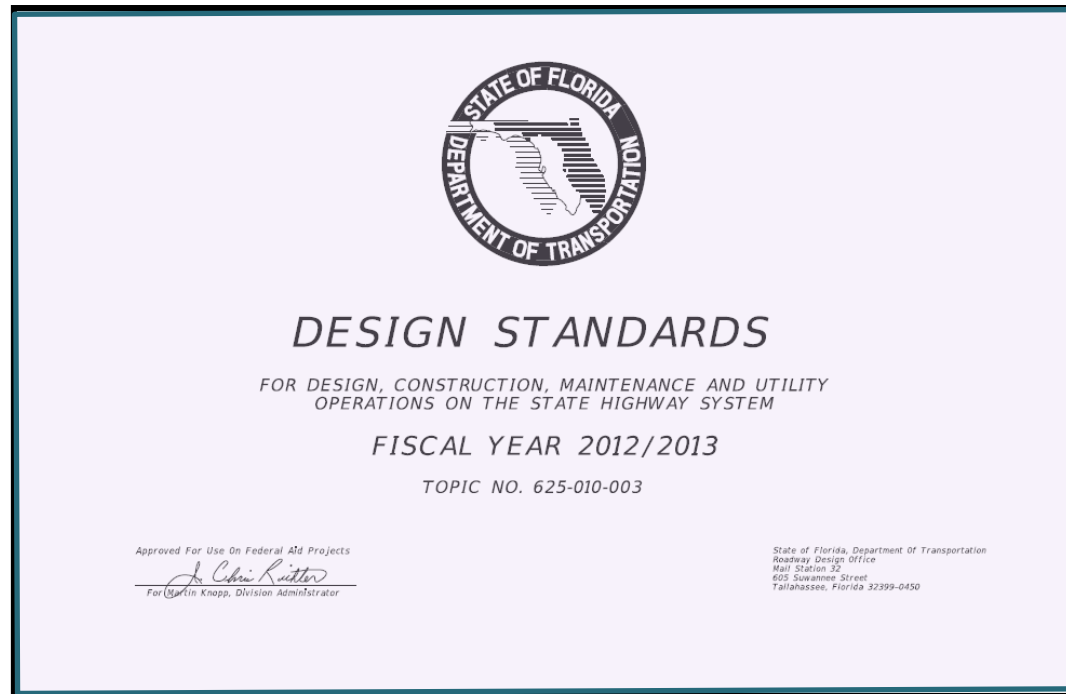 STATE OF FLORIDA
DEPARTMENT OF TRANSPORTATION
DESIGN STANDARDS
FOR DESIGN, CONSTRUCTION, MAINTENANCE AND UTILITY
OPERATIONS ON THE STATE HIGHWAY SYSTEM
FISCAL YEAR 2012/2013
TOPIC NO. 625-010-003
Approved For Use On Federal Aid Projects
J. Chris Richter
For Martin Knopp, Division Administrator
State of Florida, Department Of Transportation
Roadway Design Office
Mail Station 32
605 Suwannee Street
Tallahassee, Florida 32399-0450